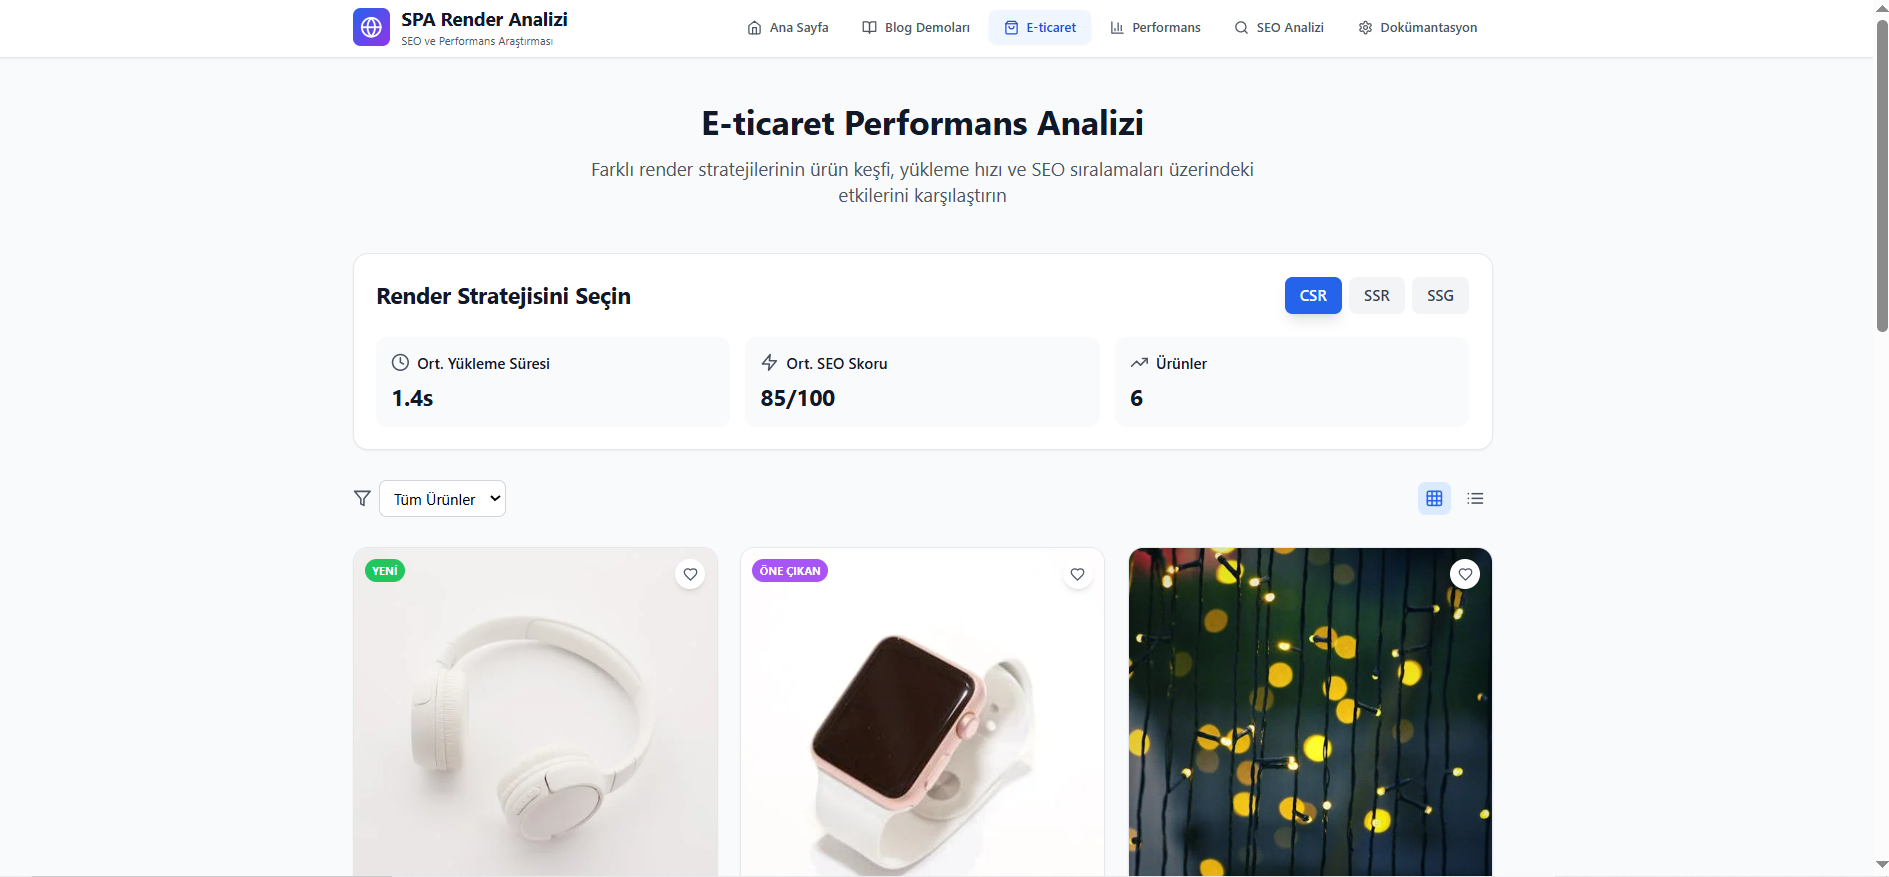 SPA Render Analizi
SEO ve Performans Araştırması
Ana Sayfa
Blog Demoları
E-ticaret
Performans
SEO Analizi
Dokümantasyon
E-ticaret Performans Analizi
Farklı render stratejilerinin ürün keşfi, yükleme hızı ve SEO sıralamaları üzerindeki
etkilerini karşılaştırın
Render Stratejisini Seçin
CSR
SSR
SSG
Ort. Yükleme Süresi
1.4s
Ort. SEO Skoru
85/100
Ürünler
6
Tüm Ürünler
YENİ
ÖNE ÇIKAN